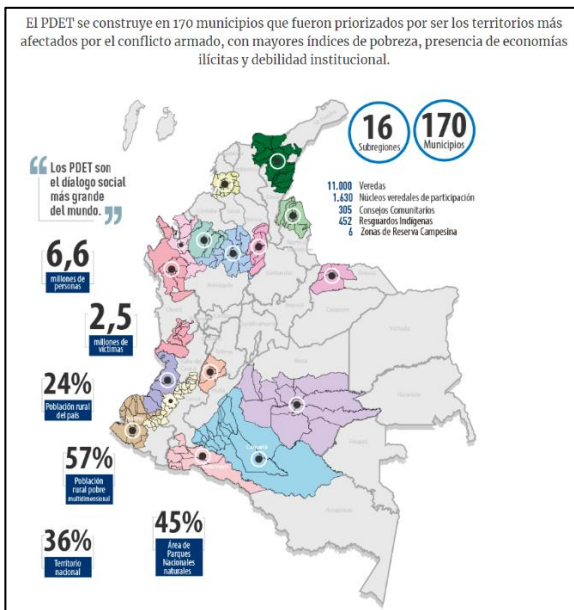 El PDET se construye en 170 municipios que fueron priorizados por ser los territorios más
afectados por el conflicto armado, con mayores índices de pobreza, presencia de economías
ilícitas y debilidad institucional.
16
Subregiones
170
Municipios
“ Los PDET son
el diálogo social
más grande
del mundo. ”
11.000 Veredas
1.630 Núcleos veredales de participación
305 Consejos Comunitarios
452 Resguardos Indígenas
6 Zonas de Reserva Campesina
6,6
millones de
personas
2,5
millones de
víctimas
24%
Población rural
del país
57%
Población
rural pobre
multidimensional
36%
Territorio
nacional
45%
Área de
Parques
Nacionales
naturales